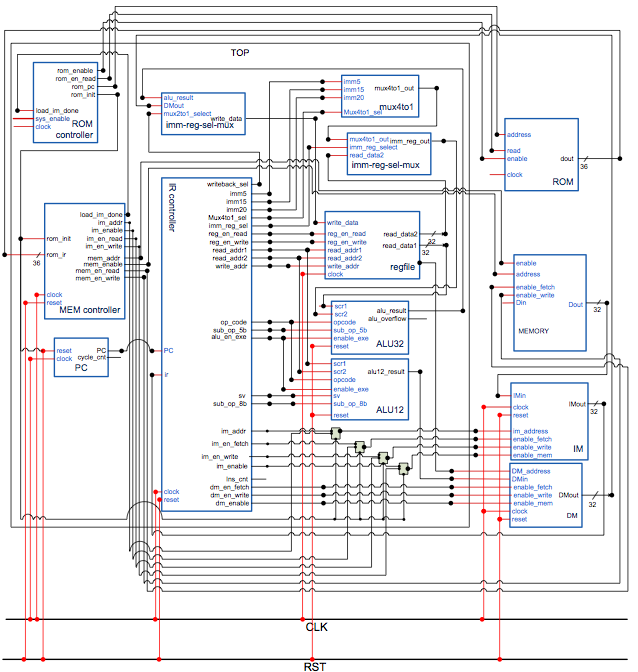 TOP
rom_enable
rom_en_read
rom_pc
rom_init
load_im_done
sys_enable
clock
ROM
controller
alu_result
DMout
mux2to1_select
write_data
imm-reg-sel-mux
imm5
imm15
imm20
Mux4to1_sel
mux4to1_out
mux4to1
mux4to1_out
imm_reg_select
read_data2
imm_reg_out
imm-reg-sel-mux
address
read
enable
clock
dout
36
ROM
IR controller
writeback_sel
imm5
imm15
imm20
Mux4to1_sel
imm_reg_sel
reg_en_read
reg_en_write
read_addr1
read_addr2
write_addr
op_code
sub_op_5b
alu_en_exe
sv
sub_op_8b
im_addr
im_en_fetch
im_en_write
im_enable
Ins_cnt
dm_en_fetch
dm_en_write
dm_enable
PC
ir
clock
reset
load_im_done
im_addr
im_enable
im_en_read
im_en_write
mem_addr
mem_enable
mem_en_read
mem_en_write
rom_init
rom_ir
36
clock
reset
MEM controller
reset
clock
PC
cycle_cnt
PC
write_data
reg_en_read
reg_en_write
read_addr1
read_addr2
write_addr
clock
read_data2
read_data1
32
32
regfile
scr1
scr2
opcode
sub_op_5b
enable_exe
reset
alu_result
alu_overflow
ALU32
scr1
scr2
opcode
enable_exe
sv
sub_op_8b
reset
alu12_result
ALU12
enable
address
enable_fetch
enable_write
Din
Dout
32
MEMORY
IMin
clock
reset
im_address
enable_fetch
enable_write
enable_mem
IMout
32
IM
DM_address
DMin
enable_fetch
enable_write
enable_mem
clock
reset
DMout
32
DM
CLK
RST